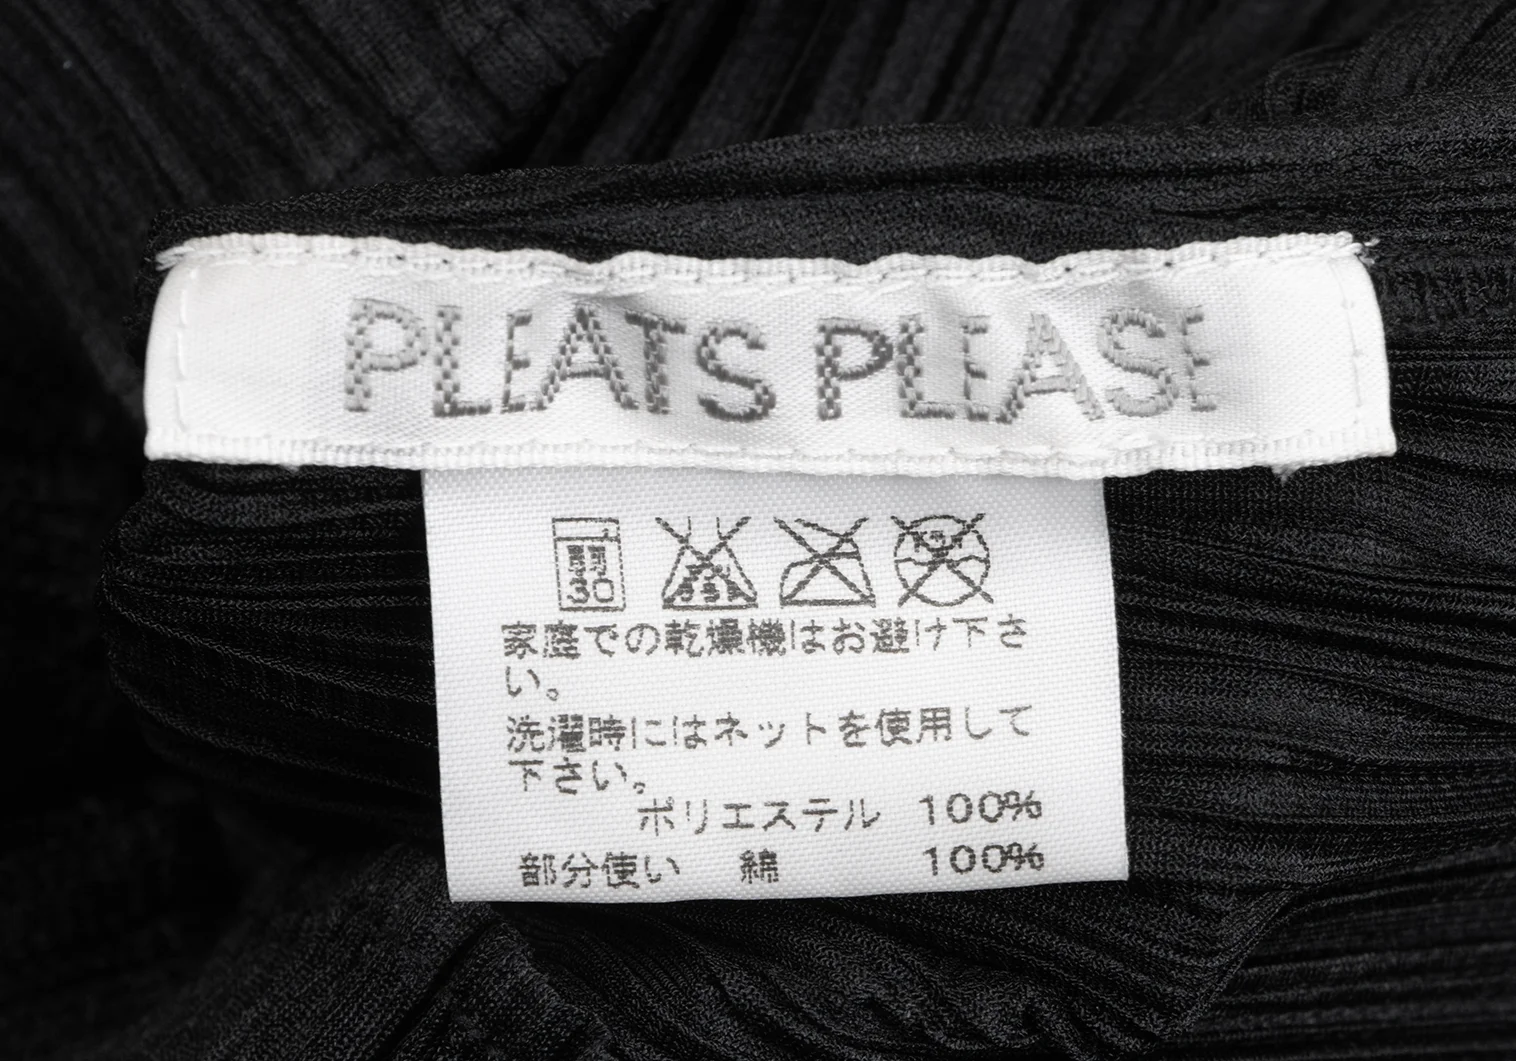 PLEATS PLEASE
弱
30
家庭での乾燥機はお避け下さ
い。
洗濯時にはネットを使用して
下さい。
ポリエステル 100%
部分使い 綿 100%